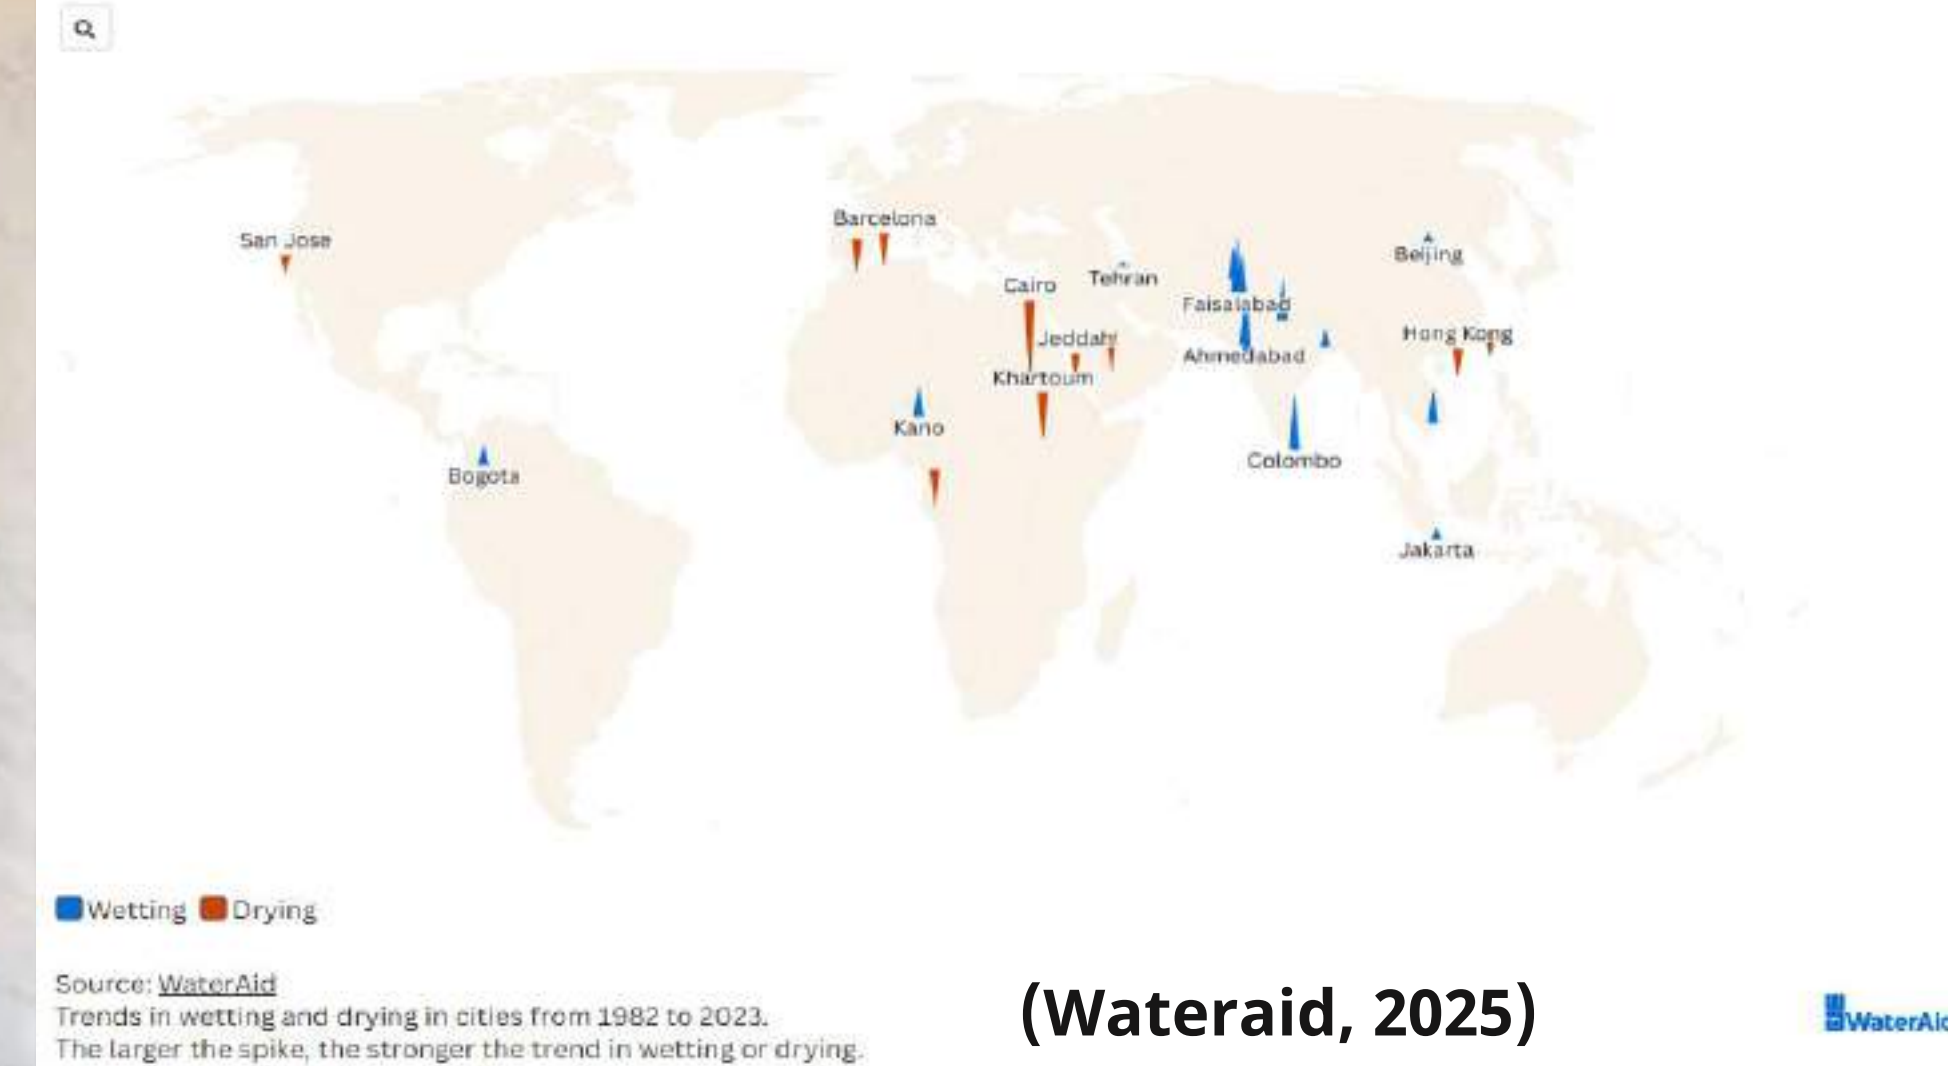 San Jose
Barcelona
Beijing
Tehran
Cairo
Faisalabad
Jeddah
Hong Kong
Ahmedabad
Khartoum
Kano
Colombo
Bogota
Jakarta
Wetting Drying
Source: WaterAid
Trends in wetting and drying in cities from 1982 to 2023.
The larger the spike, the stronger the trend in wetting or drying.
(Wateraid, 2025)
WaterAid